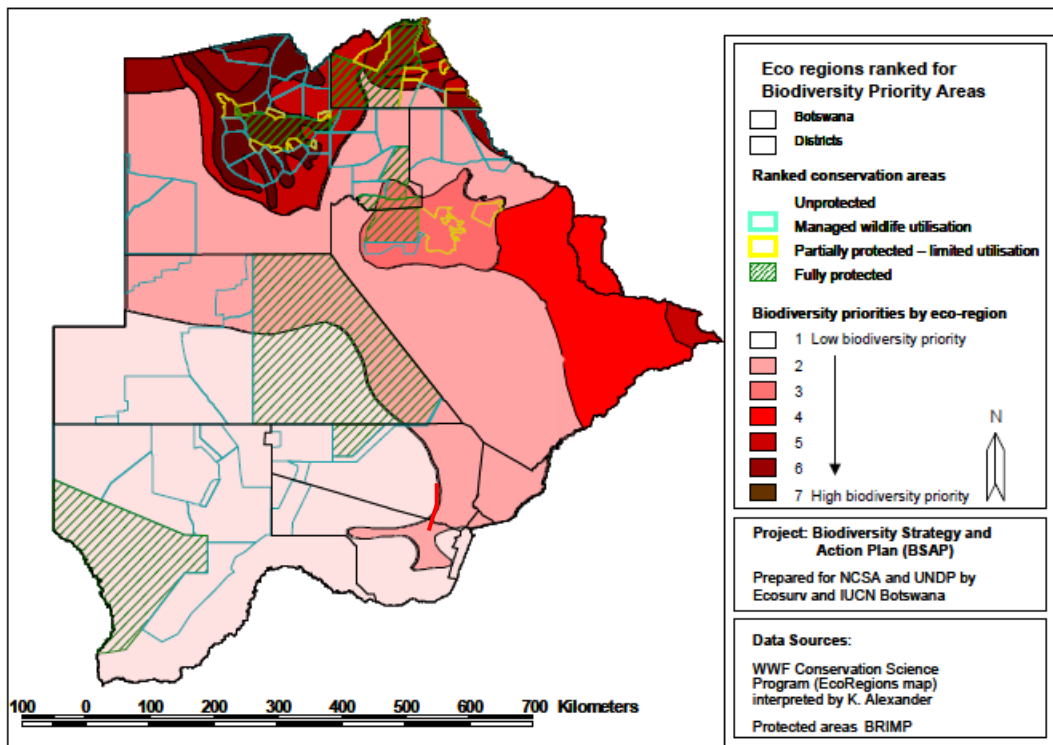 Eco regions ranked for
Biodiversity Priority Areas
Botswana
Districts
Ranked conservation areas
Unprotected
Managed wildlife utilisation
Partially protected – limited utilisation
Fully protected
Biodiversity priorities by eco-region
1 Low biodiversity priority
2
3
4
5
6
7 High biodiversity priority
N
Project: Biodiversity Strategy and
Action Plan (BSAP)
Prepared for NCSA and UNDP by
Ecosurv and IUCN Botswana
Data Sources:
WWF Conservation Science
Program (EcoRegions map)
interpreted by K. Alexander
Protected areas BRIMP
100 0 100 200 300 400 500 600 700 Kilometers